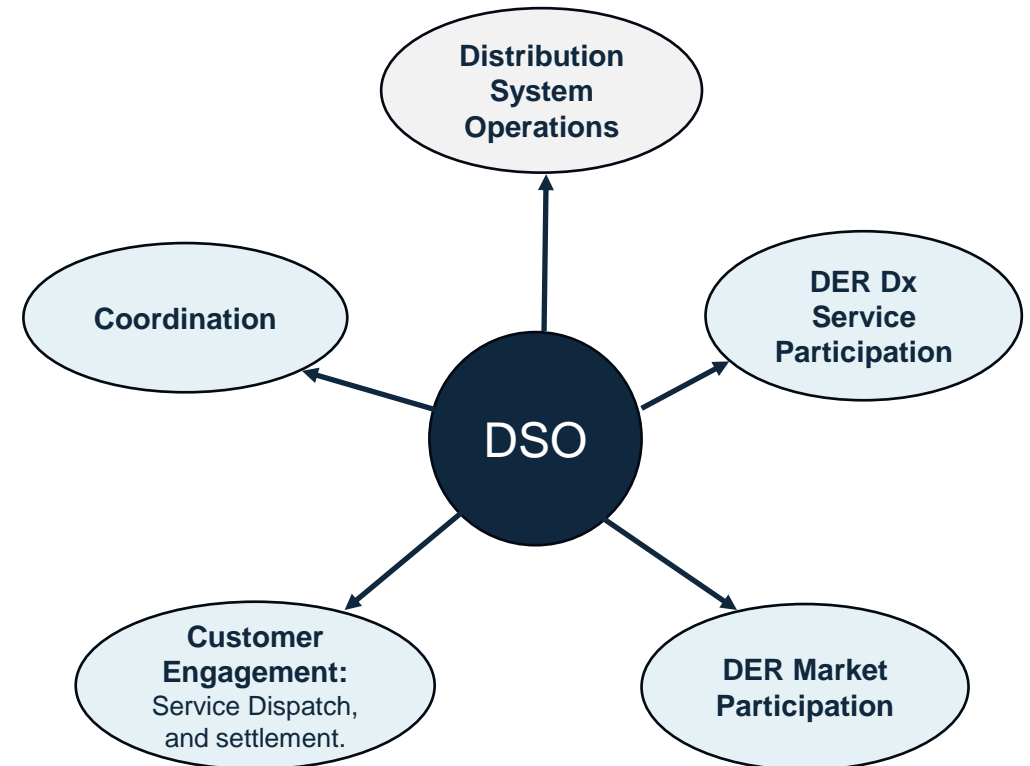 Distribution
System
Operations
DER Dx
Service
Participation
Coordination
DSO
Customer
Engagement:
Service Dispatch,
and settlement.
DER Market
Participation